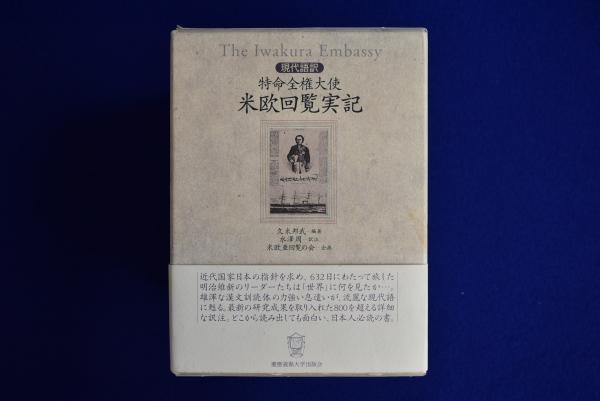 The Iwakura Embassy
現代語訳
特命全権大使
米欧回覧実記
久米邦武 編著
水澤周 訳注
米欧亜回覧の会 企画
近代国家日本の指針を求め、632日にわたって旅した
明治維新のリーダーたちは「世界」に何を見たか…。
雄渾な漢文訓読体の力強い息遣いが、流麗な現代語
に甦る。最新の研究成果を取り入れた800を超える詳細
な訳注。どこから読み出しても面白い、日本人必読の書。
慶應義塾大学出版会